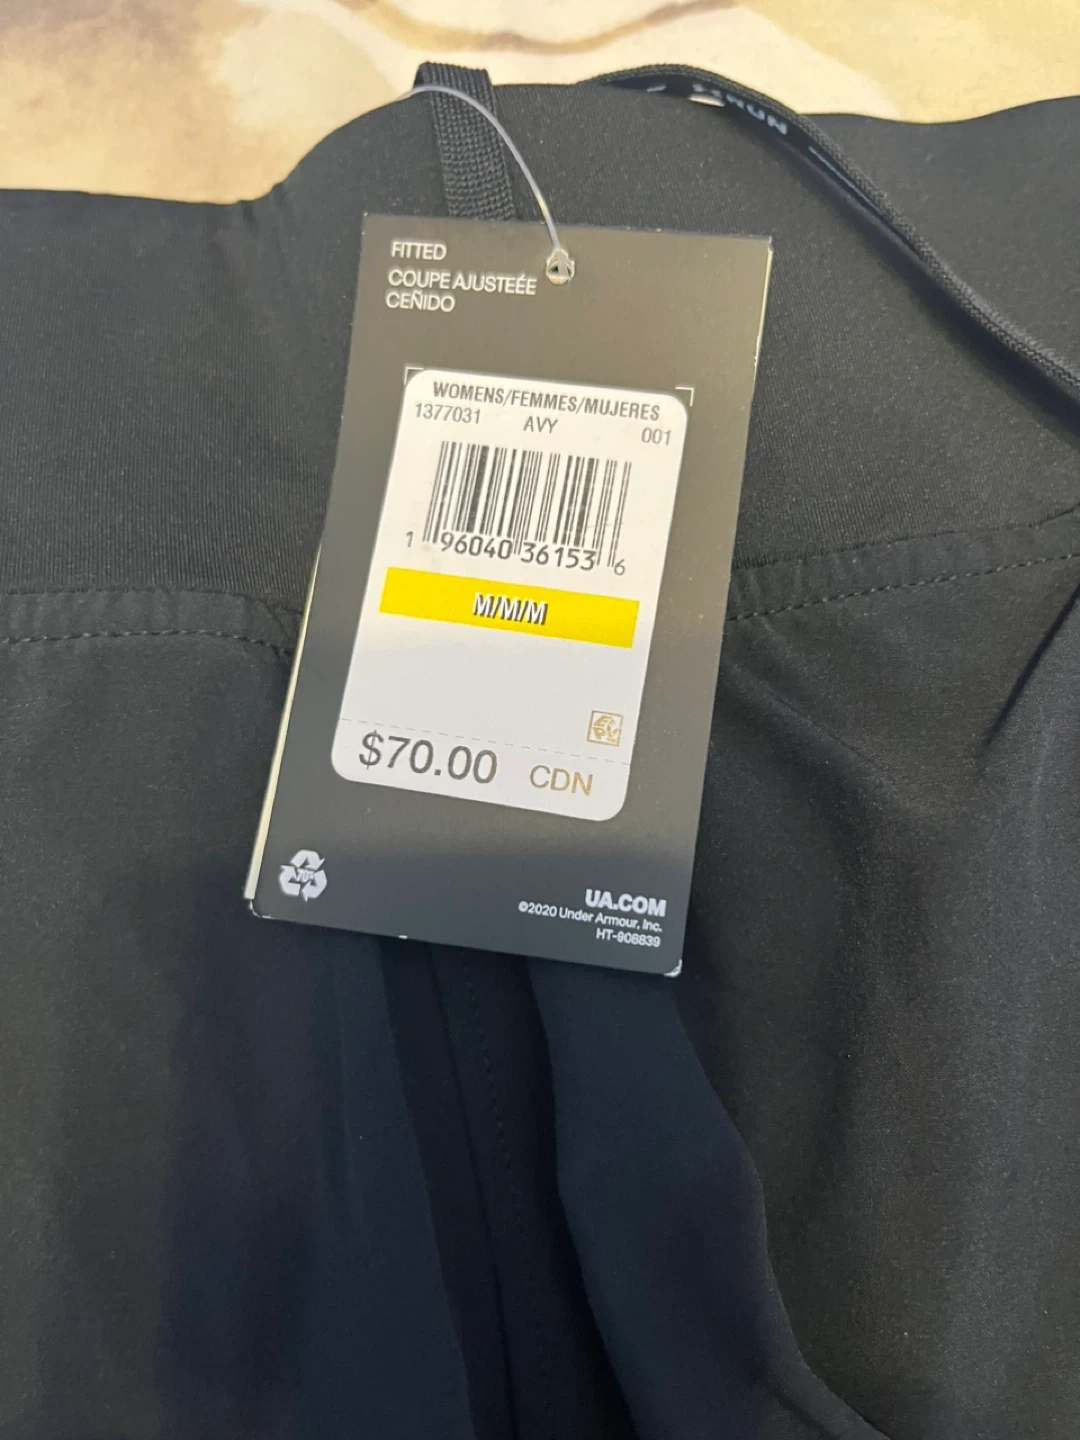 RUN
FITTED
COUPE AJUSTEÉE
CEÑIDO
WOMENS/FEMMES/MUJERES
1377031 AVY 001
1 96040 36153 6
M/M/M
$70.00 CDN
UA.COM
©2020 Under Armour, Inc.
HT-908839